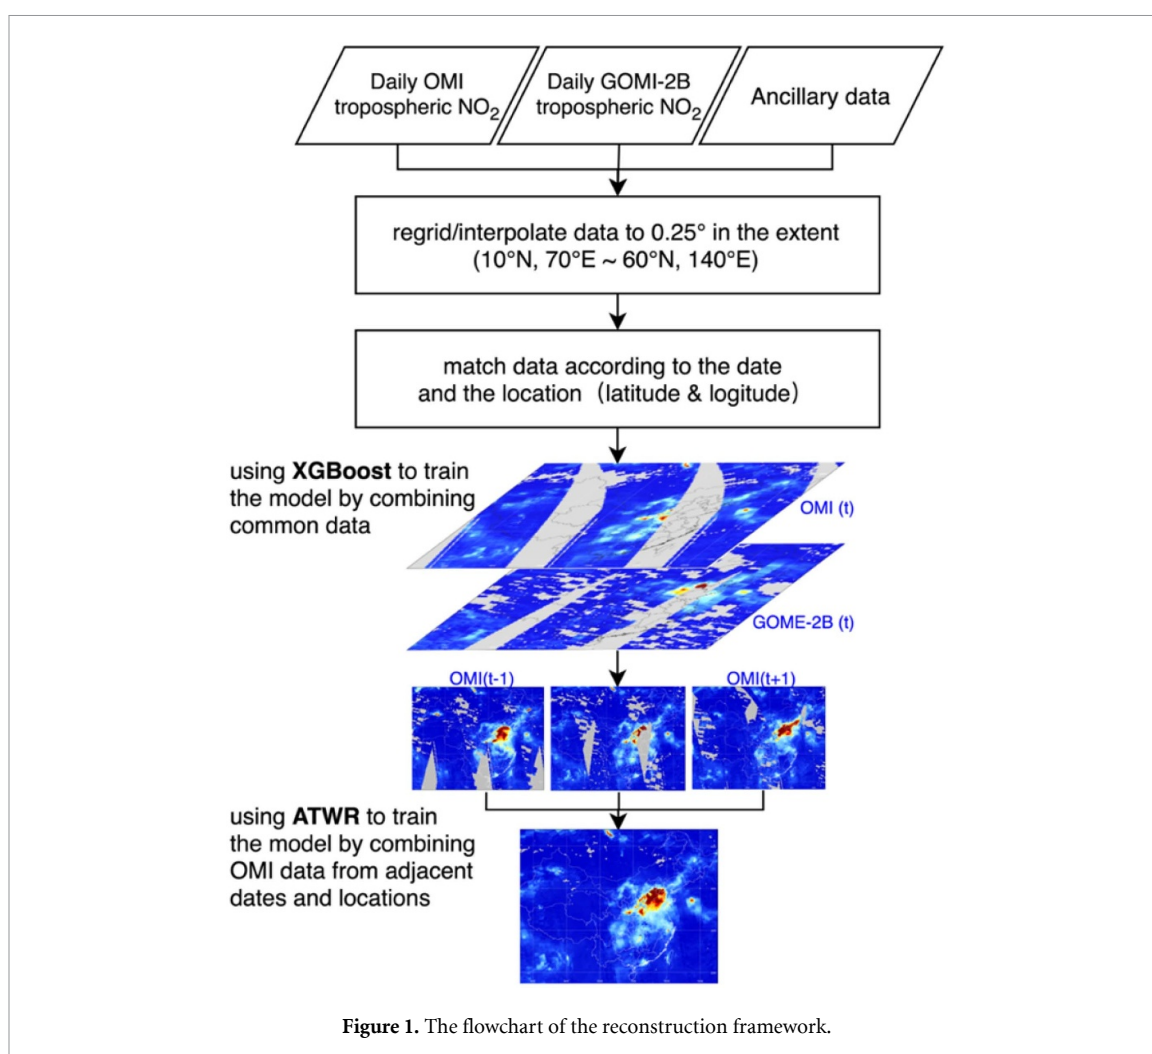 Daily OMI
tropospheric NO₂
Daily GOMI-2B
tropospheric NO₂
Ancillary data
regrid/interpolate data to 0.25° in the extent
(10°N, 70°E ~ 60°N, 140°E)
match data according to the date
and the location（latitude & logitude）
using XGBoost to train
the model by combining
common data
OMI (t)
GOME-2B (t)
OMI(t-1)
OMI(t+1)
using ATWR to train
the model by combining
OMI data from adjacent
dates and locations
Figure 1. The flowchart of the reconstruction framework.